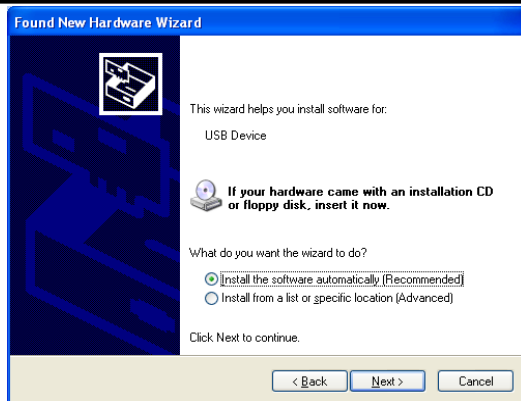 Found New Hardware Wizard
This wizard helps you install software for:
USB Device
If your hardware came with an installation CD
or floppy disk, insert it now.
What do you want the wizard to do?
Install the software automatically (Recommended)
Install from a list or specific location (Advanced)
Click Next to continue.
< Back Next > Cancel